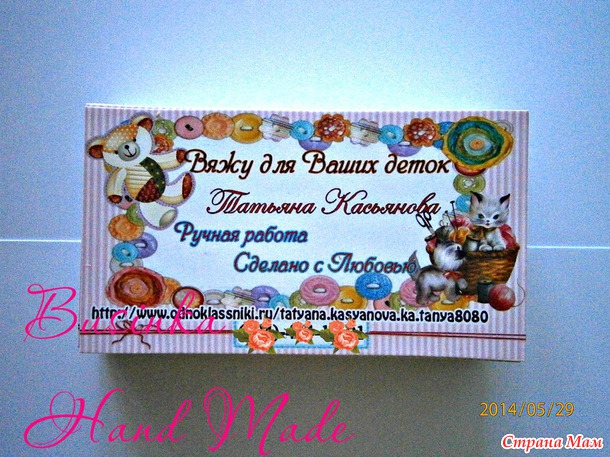 Вяжу для Ваших деток
Татьяна Касьянова
Ручная работа
Сделано с Любовью
http://www.odnoklassniki.ru/tatyana.kasyanova.ka.tanya8080
Businka
Hand Made
2014/05/29
Страна Мам